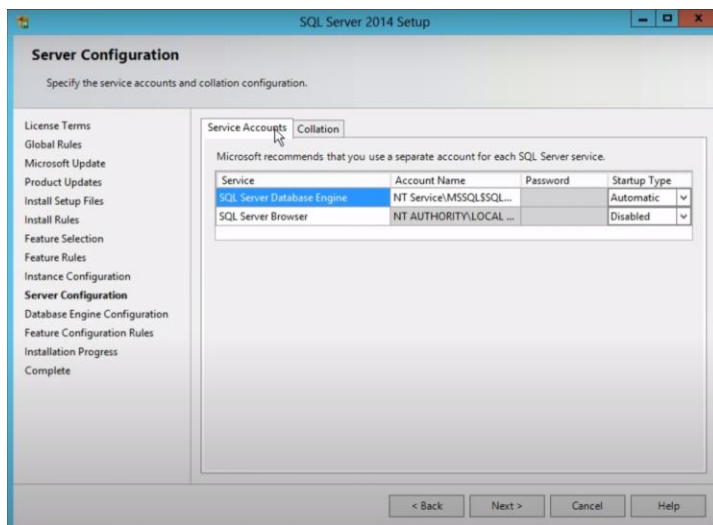 SQL Server 2014 Setup
Server Configuration
Specify the service accounts and collation configuration.
License Terms
Global Rules
Microsoft Update
Product Updates
Install Setup Files
Install Rules
Feature Selection
Feature Rules
Instance Configuration
Server Configuration
Database Engine Configuration
Feature Configuration Rules
Installation Progress
Complete
Service Accounts Collation
Microsoft recommends that you use a separate account for each SQL Server service.
Service Account Name Password Startup Type
SQL Server Database Engine NT Service\MSSQL$SQL... Automatic
SQL Server Browser NT AUTHORITY\LOCAL ... Disabled
< Back Next > Cancel Help